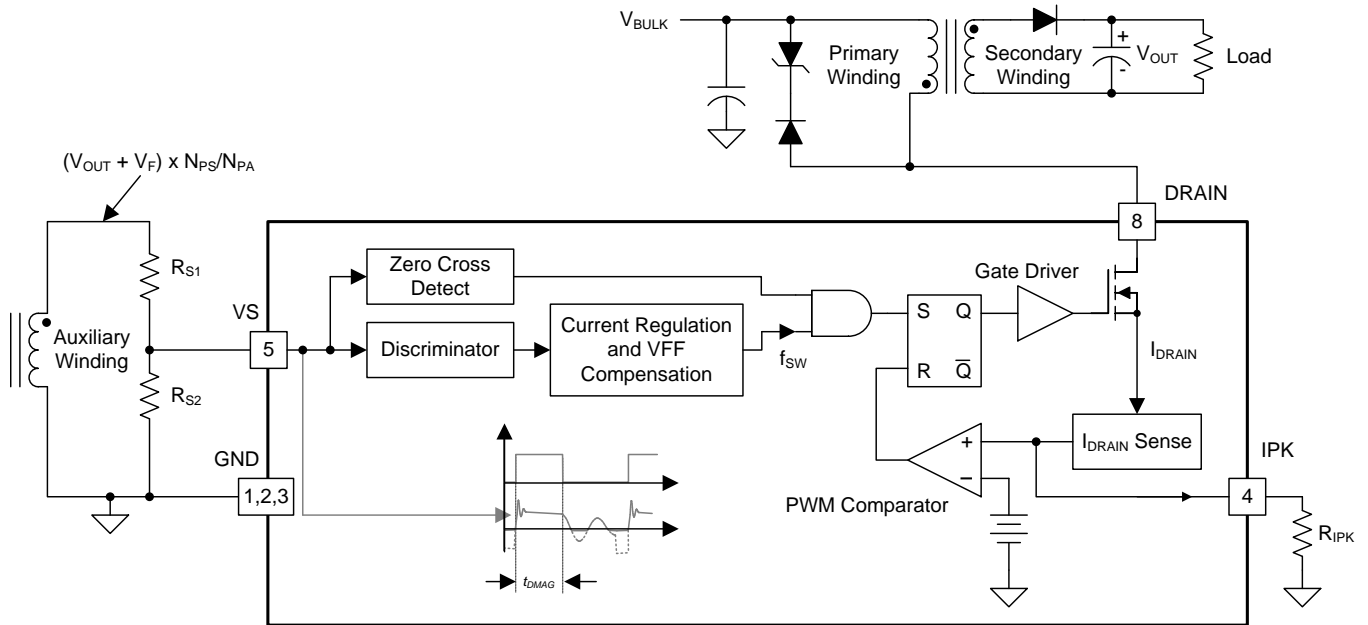 V_BULK
Primary
Winding
Secondary
Winding
+
V_OUT
-
Load
(V_OUT + V_F) x N_PS/N_PA
DRAIN
8
R_S1
Zero Cross
Detect
Gate Driver
VS
5
Auxiliary
Winding
Discriminator
Current Regulation
and VFF
Compensation
f_SW
S Q
R Q̅
I_DRAIN
R_S2
GND
1,2,3
I_DRAIN Sense
IPK
4
+
−
PWM Comparator
R_IPK
t_DMAG